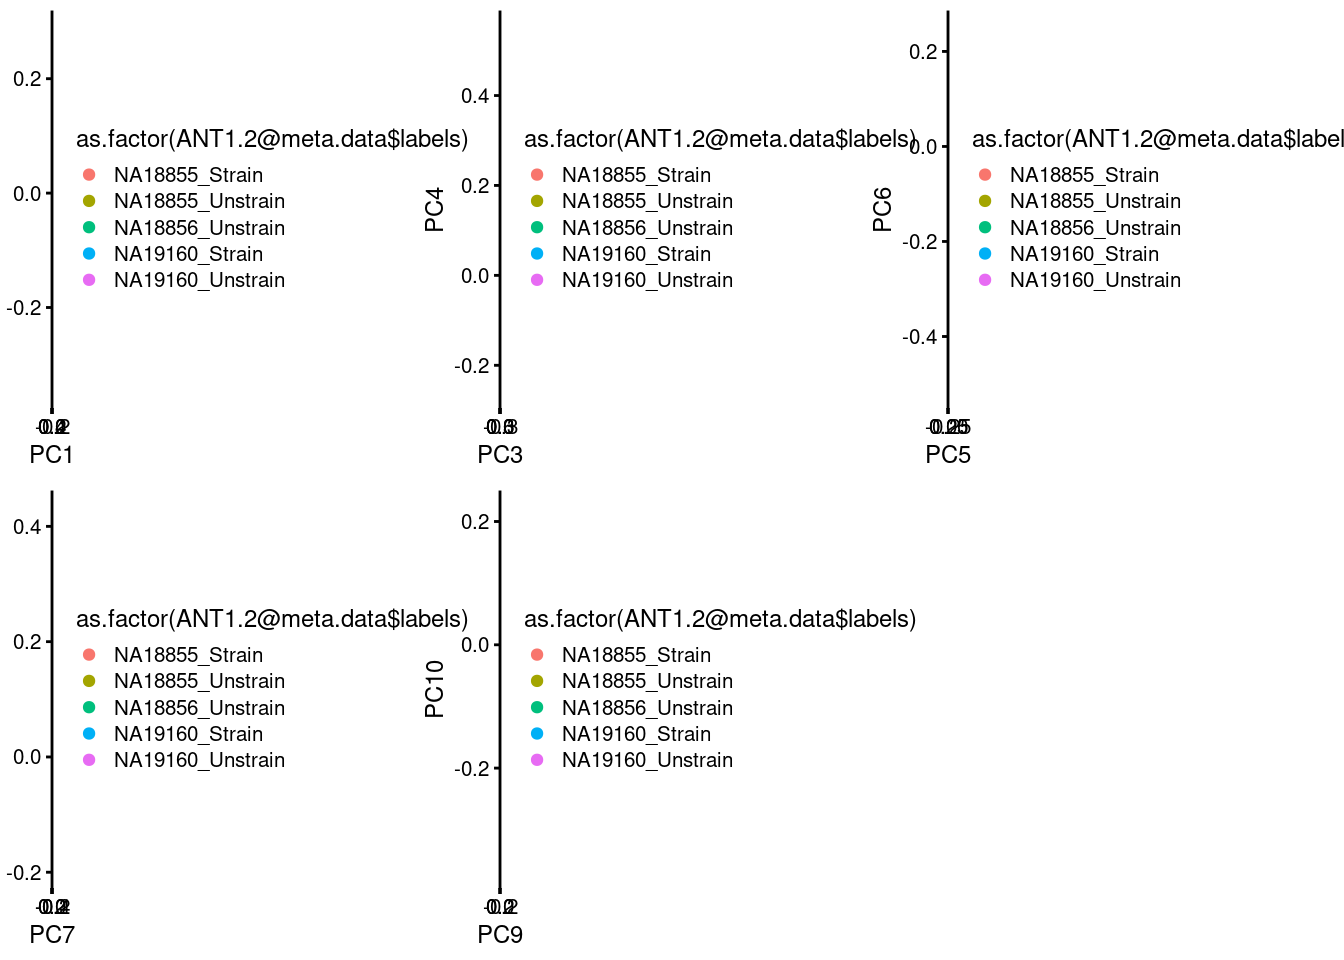 0.2
0.0
-0.2
as.factor(ANT1.2@meta.data$labels)
NA18855_Strain
NA18855_Unstrain
NA18856_Unstrain
NA19160_Strain
NA19160_Unstrain
PC1
PC4
0.4
0.2
0.0
-0.2
as.factor(ANT1.2@meta.data$labels)
NA18855_Strain
NA18855_Unstrain
NA18856_Unstrain
NA19160_Strain
NA19160_Unstrain
PC3
PC6
0.2
0.0
-0.2
-0.4
as.factor(ANT1.2@meta.data$label
NA18855_Strain
NA18855_Unstrain
NA18856_Unstrain
NA19160_Strain
NA19160_Unstrain
PC5
0.4
0.2
0.0
-0.2
as.factor(ANT1.2@meta.data$labels)
NA18855_Strain
NA18855_Unstrain
NA18856_Unstrain
NA19160_Strain
NA19160_Unstrain
PC7
PC10
0.2
0.0
-0.2
as.factor(ANT1.2@meta.data$labels)
NA18855_Strain
NA18855_Unstrain
NA18856_Unstrain
NA19160_Strain
NA19160_Unstrain
PC9